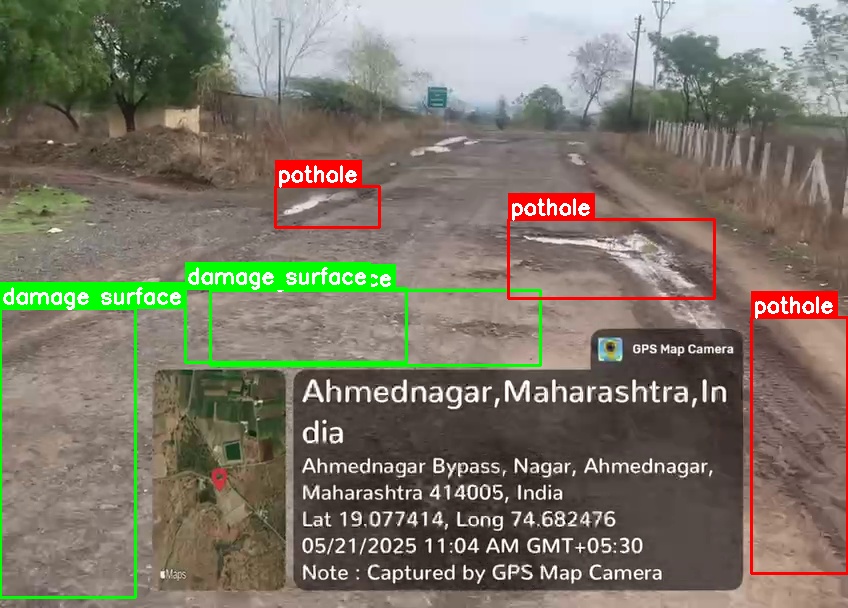 pothole
pothole
damage surface
damage surface
pothole
GPS Map Camera
Ahmednagar,Maharashtra,In
dia
Ahmednagar Bypass, Nagar, Ahmednagar,
Maharashtra 414005, India
Lat 19.077414, Long 74.682476
05/21/2025 11:04 AM GMT+05:30
Note : Captured by GPS Map Camera
Maps